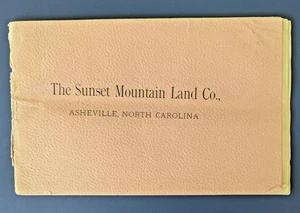 The Sunset Mountain Land Co.,
ASHEVILLE, NORTH CAROLINA